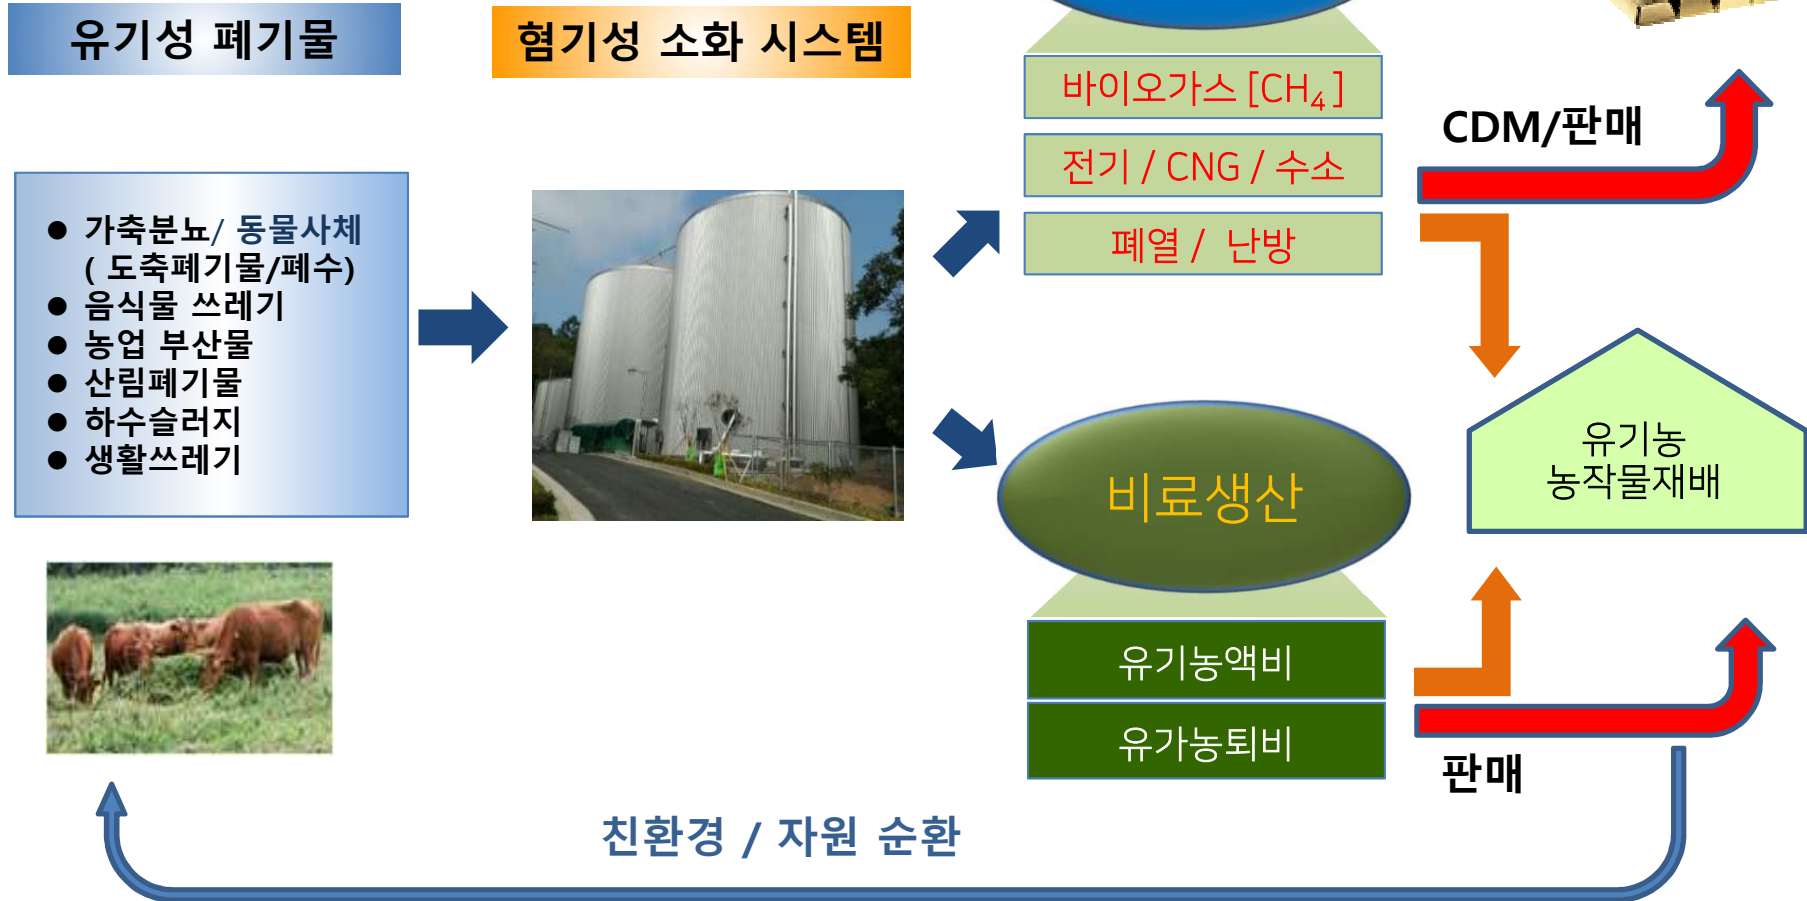 유기성 폐기물
혐기성 소화 시스템
바이오가스 [CH₄]
전기 / CNG / 수소
폐열 / 난방
CDM/판매
● 가축분뇨/ 동물사체
( 도축폐기물/폐수)
● 음식물 쓰레기
● 농업 부산물
● 산림폐기물
● 하수슬러지
● 생활쓰레기
비료생산
유기농
농작물재배
유기농액비
유가농퇴비
판매
친환경 / 자원 순환